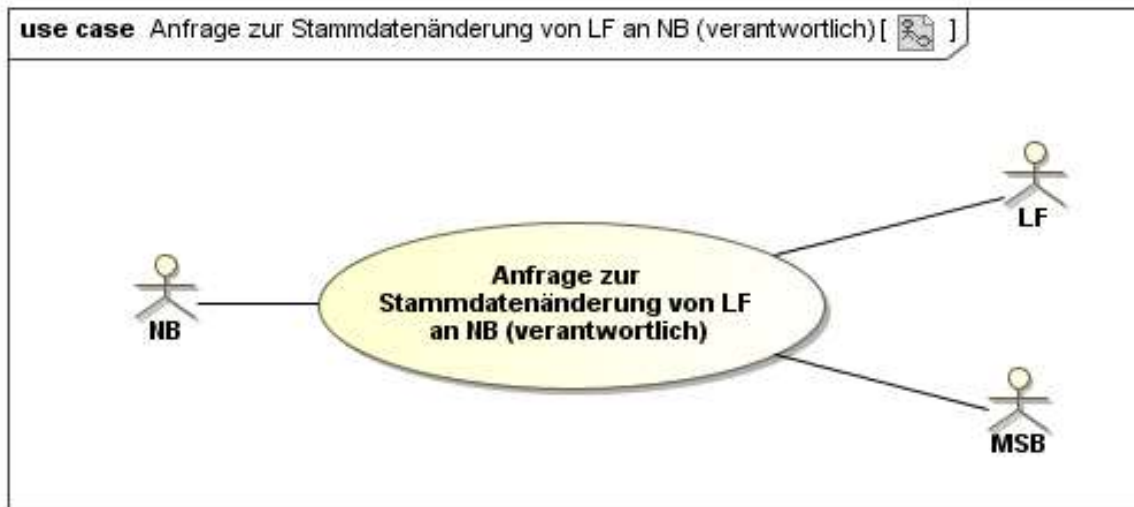 use case Anfrage zur Stammdatenänderung von LF an NB (verantwortlich) [ ]
LF
Anfrage zur
Stammdatenänderung von LF
an NB (verantwortlich)
NB
MSB